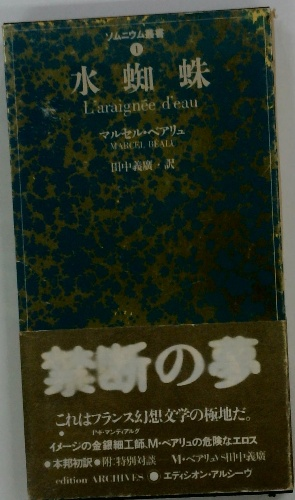 ソムニウム叢書
1
水蜘蛛
L'araignée d'eau
マルセル・ベアリュ
MARCEL BÉALU
田中義廣・訳
禁断の夢
これはフランス幻想文学の極地だ。
P・d・マンディアルグ
イメージの金銀細工師、M・ベアリュの危険なエロス
●本邦初訳●附:特別対談 M・ベアリュVS田中義廣
edition ARCHIVES:●エディシオン・アルシーヴ